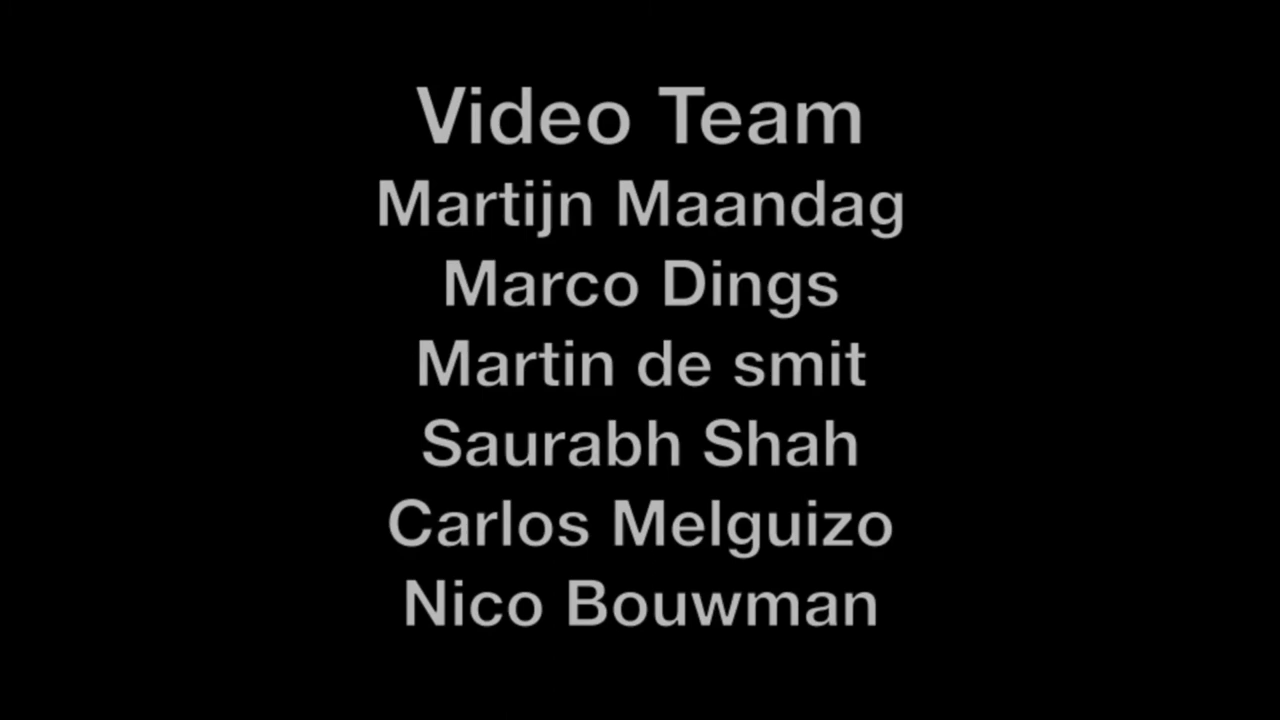 Video Team
Martijn Maandag
Marco Dings
Martin de smit
Saurabh Shah
Carlos Melguizo
Nico Bouwman